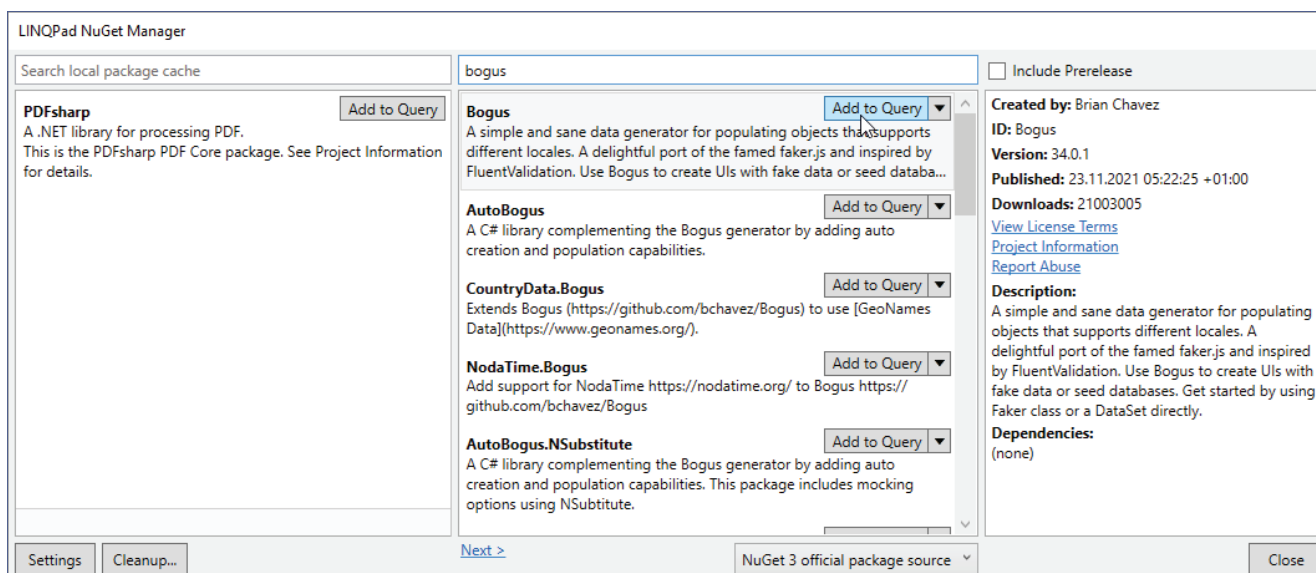 LINQPad NuGet Manager
Search local package cache
PDFsharp
Add to Query
A .NET library for processing PDF.
This is the PDFsharp PDF Core package. See Project Information
for details.
Settings
Cleanup...
bogus
Bogus
Add to Query
A simple and sane data generator for populating objects that supports
different locales. A delightful port of the famed faker.js and inspired by
FluentValidation. Use Bogus to create UIs with fake data or seed databa...
AutoBogus
Add to Query
A C# library complementing the Bogus generator by adding auto
creation and population capabilities.
CountryData.Bogus
Add to Query
Extends Bogus (https://github.com/bchavez/Bogus) to use [GeoNames
Data](https://www.geonames.org/).
NodaTime.Bogus
Add to Query
Add support for NodaTime https://nodatime.org/ to Bogus https://
github.com/bchavez/Bogus
AutoBogus.NSubstitute
Add to Query
A C# library complementing the Bogus generator by adding auto
creation and population capabilities. This package includes mocking
options using NSubtitute.
Next >
NuGet 3 official package source
Include Prerelease
Created by: Brian Chavez
ID: Bogus
Version: 34.0.1
Published: 23.11.2021 05:22:25 +01:00
Downloads: 21003005
View License Terms
Project Information
Report Abuse
Description:
A simple and sane data generator for populating
objects that supports different locales. A
delightful port of the famed faker.js and inspired
by FluentValidation. Use Bogus to create UIs with
fake data or seed databases. Get started by using
Faker class or a DataSet directly.
Dependencies:
(none)
Close